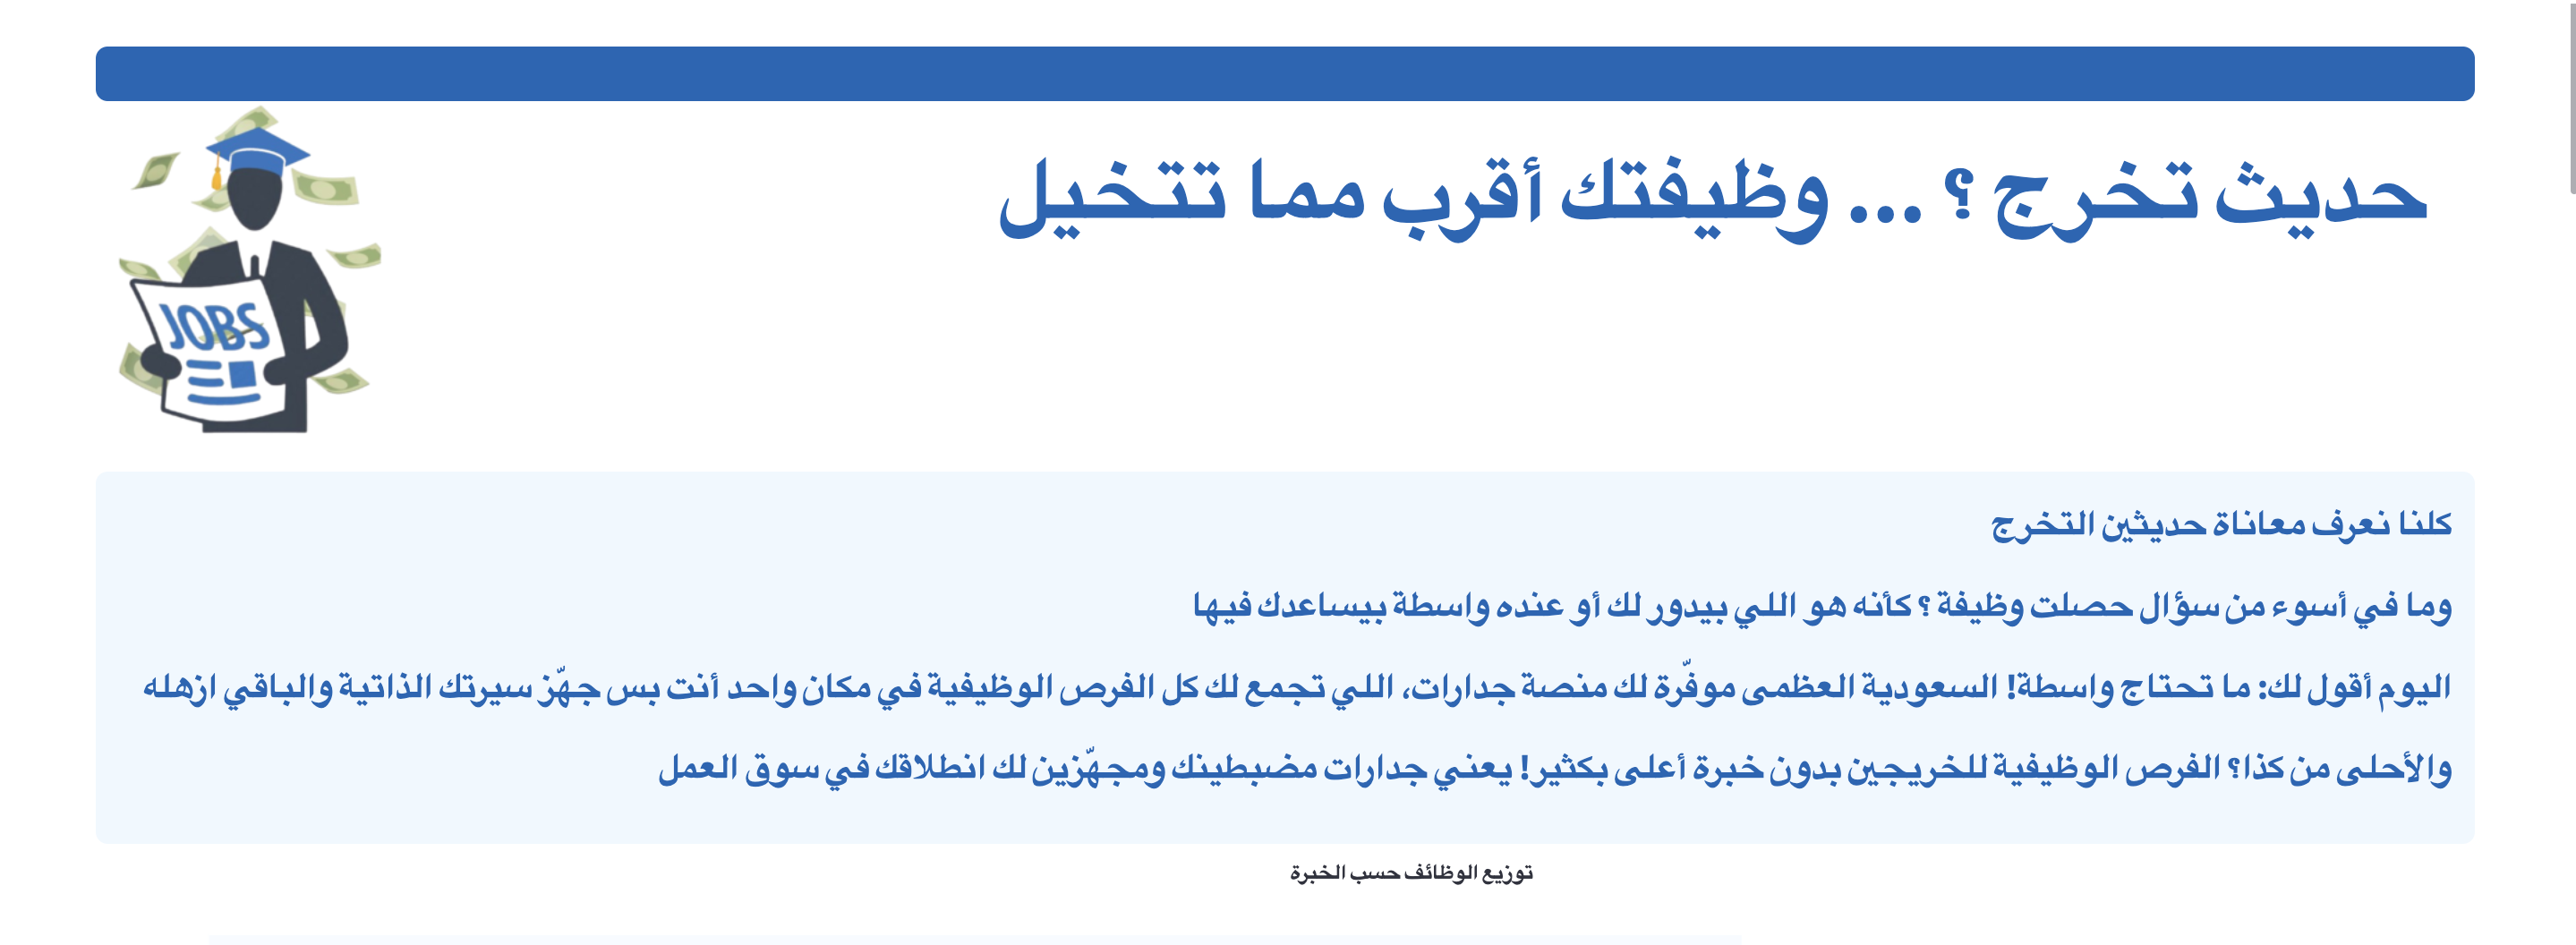 حديث تخرج ؟ ... وظيفتك أقرب مما تتخيل
JOBS
كلنا نعرف معاناة حديثين التخرج
وما في أسوء من سؤال حصلت وظيفة ؟ كأنه هو اللي بيدور لك أو عنده واسطة بيساعدك فيها
اليوم أقول لك: ما تحتاج واسطة! السعودية العظمى موفّرة لك منصة جدارات، اللي تجمع لك كل الفرص الوظيفية في مكان واحد أنت بس جهّز سيرتك الذاتية والباقي ازهله
والأحلى من كذا؟ الفرص الوظيفية للخريجين بدون خبرة أعلى بكثير! يعني جدارات مضبطينك ومجهّزين لك انطلاقك في سوق العمل
توزيع الوظائف حسب الخبرة